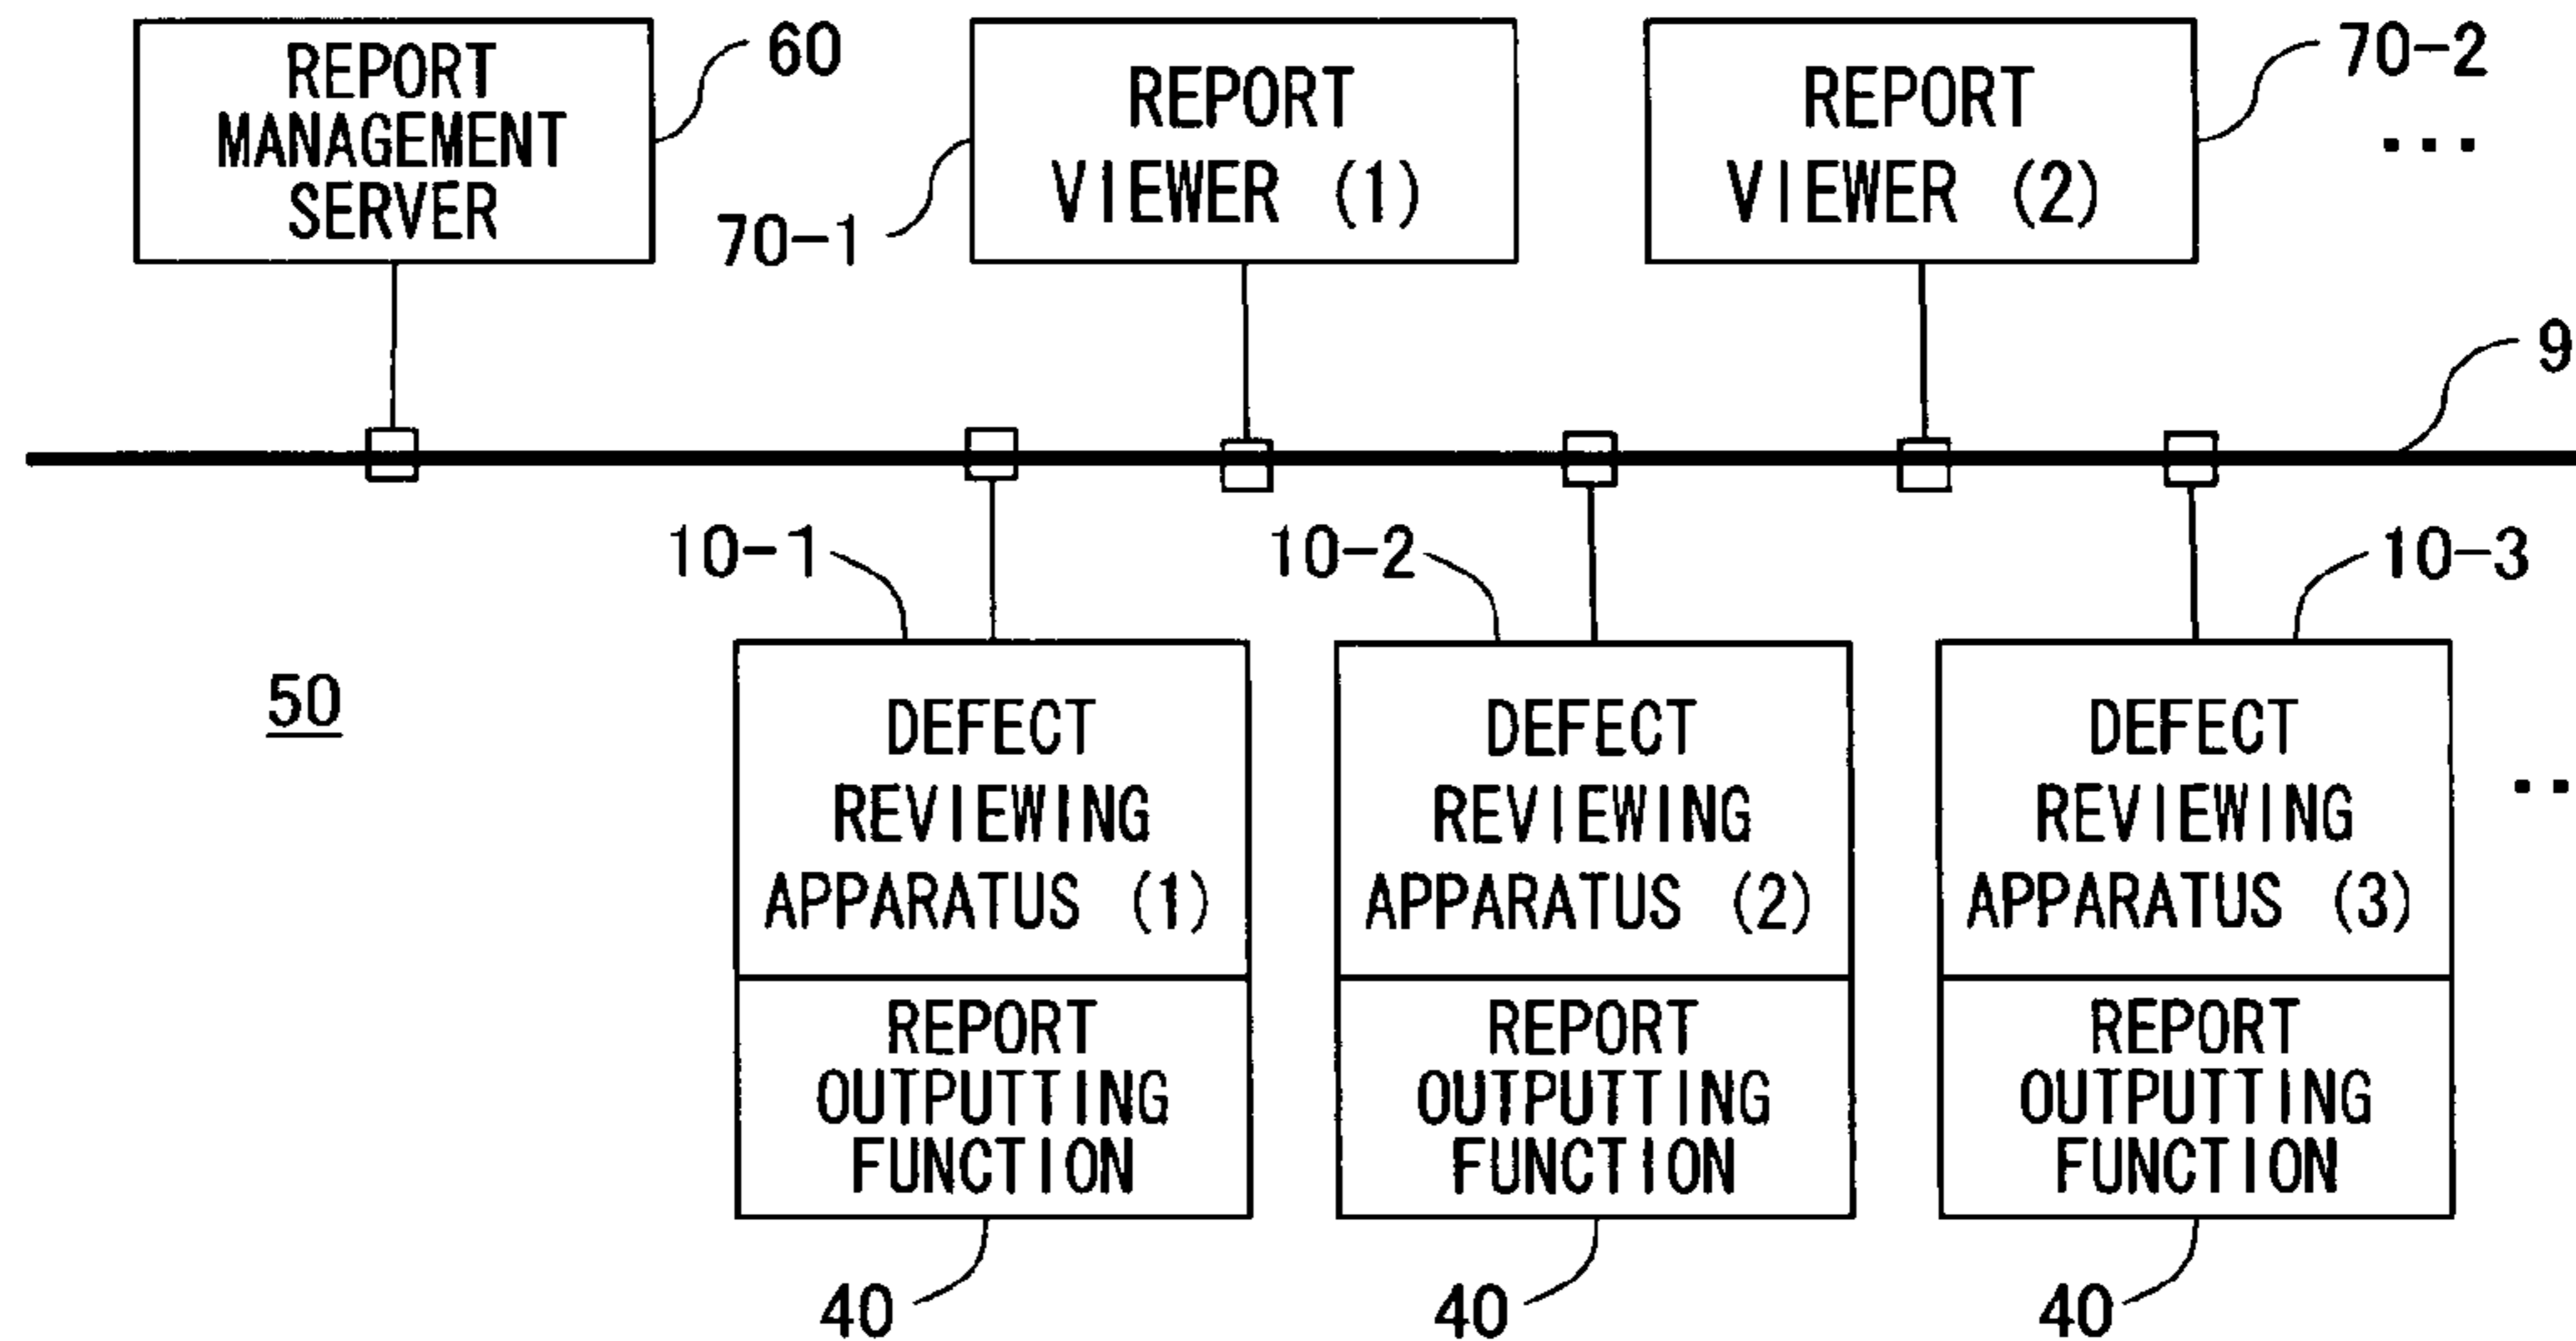 REPORT
MANAGEMENT
SERVER
60
REPORT
VIEWER (1)
70-1
REPORT
VIEWER (2)
70-2
...
9
10-1
10-2
10-3
50
DEFECT
REVIEWING
APPARATUS (1)
REPORT
OUTPUTTING
FUNCTION
40
DEFECT
REVIEWING
APPARATUS (2)
REPORT
OUTPUTTING
FUNCTION
40
DEFECT
REVIEWING
APPARATUS (3)
REPORT
OUTPUTTING
FUNCTION
40
..